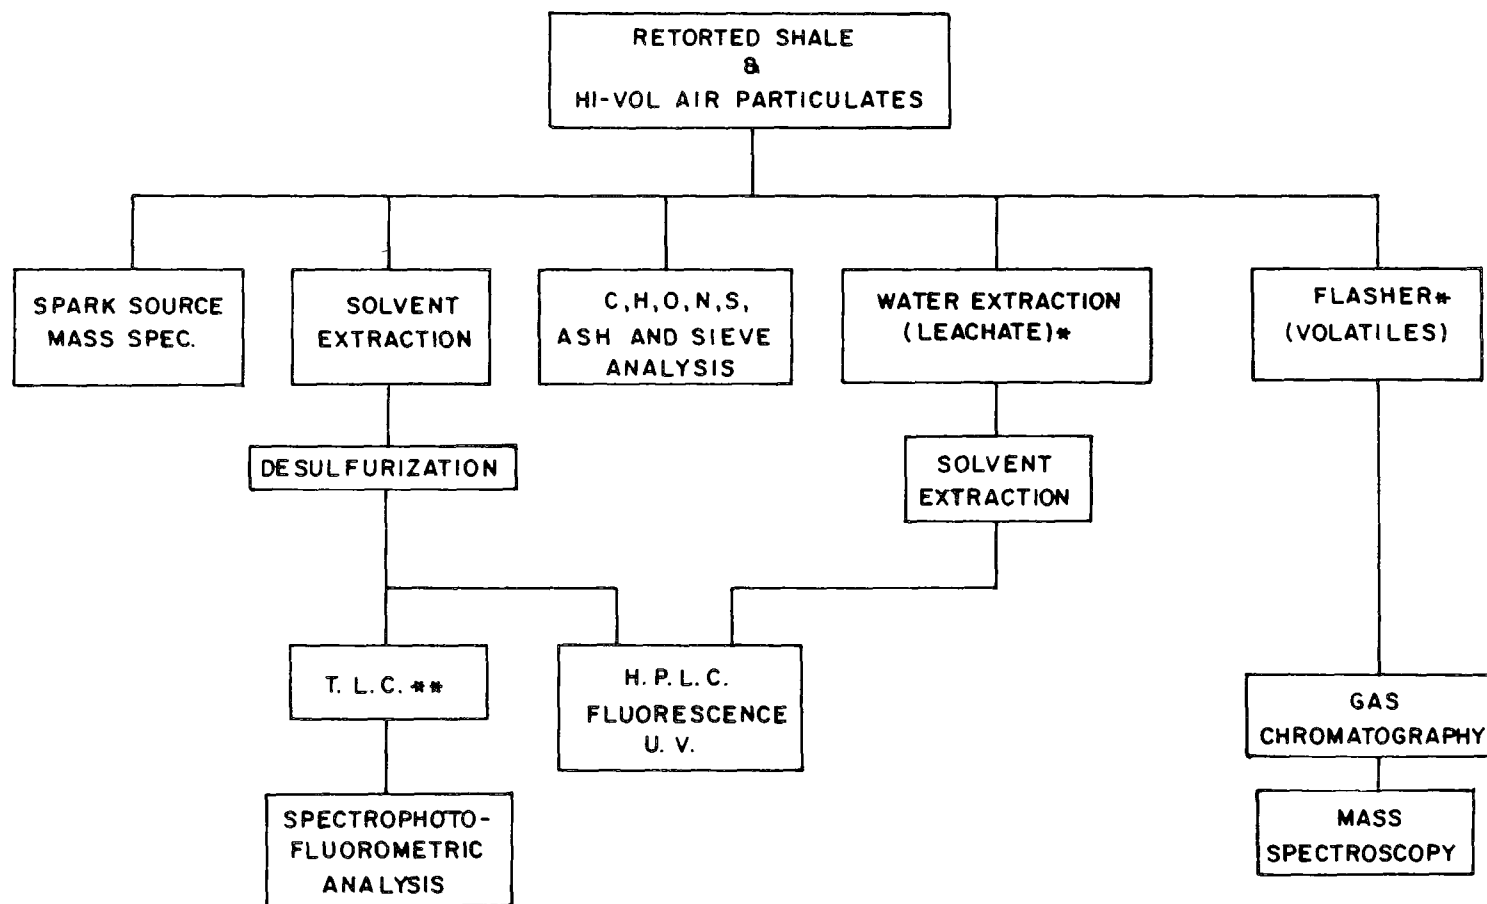 RETORTED SHALE
&
HI-VOL AIR PARTICULATES
SPARK SOURCE
MASS SPEC.
SOLVENT
EXTRACTION
C,H,O,N,S,
ASH AND SIEVE
ANALYSIS
WATER EXTRACTION
(LEACHATE)*
FLASHER*
(VOLATILES)
DESULFURIZATION
SOLVENT
EXTRACTION
T. L. C. **
H. P. L. C.
FLUORESCENCE
U. V.
GAS
CHROMATOGRAPHY
SPECTROPHOTO-
FLUOROMETRIC
ANALYSIS
MASS
SPECTROSCOPY